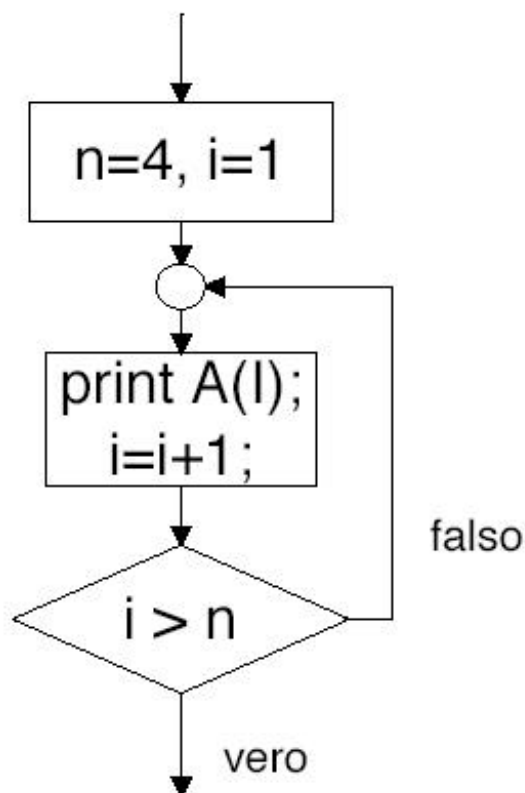 n=4, i=1
print A(I);
i=i+1;
falso
i > n
vero